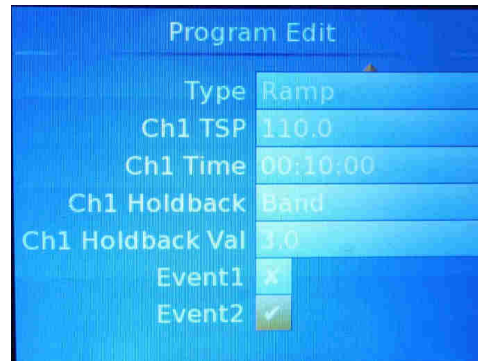 Program Edit
Type Ramp
Ch1 TSP 110.0
Ch1 Time 00:10:00
Ch1 Holdback Band
Ch1 Holdback Val 3.0
Event1 ✗
Event2 ✓